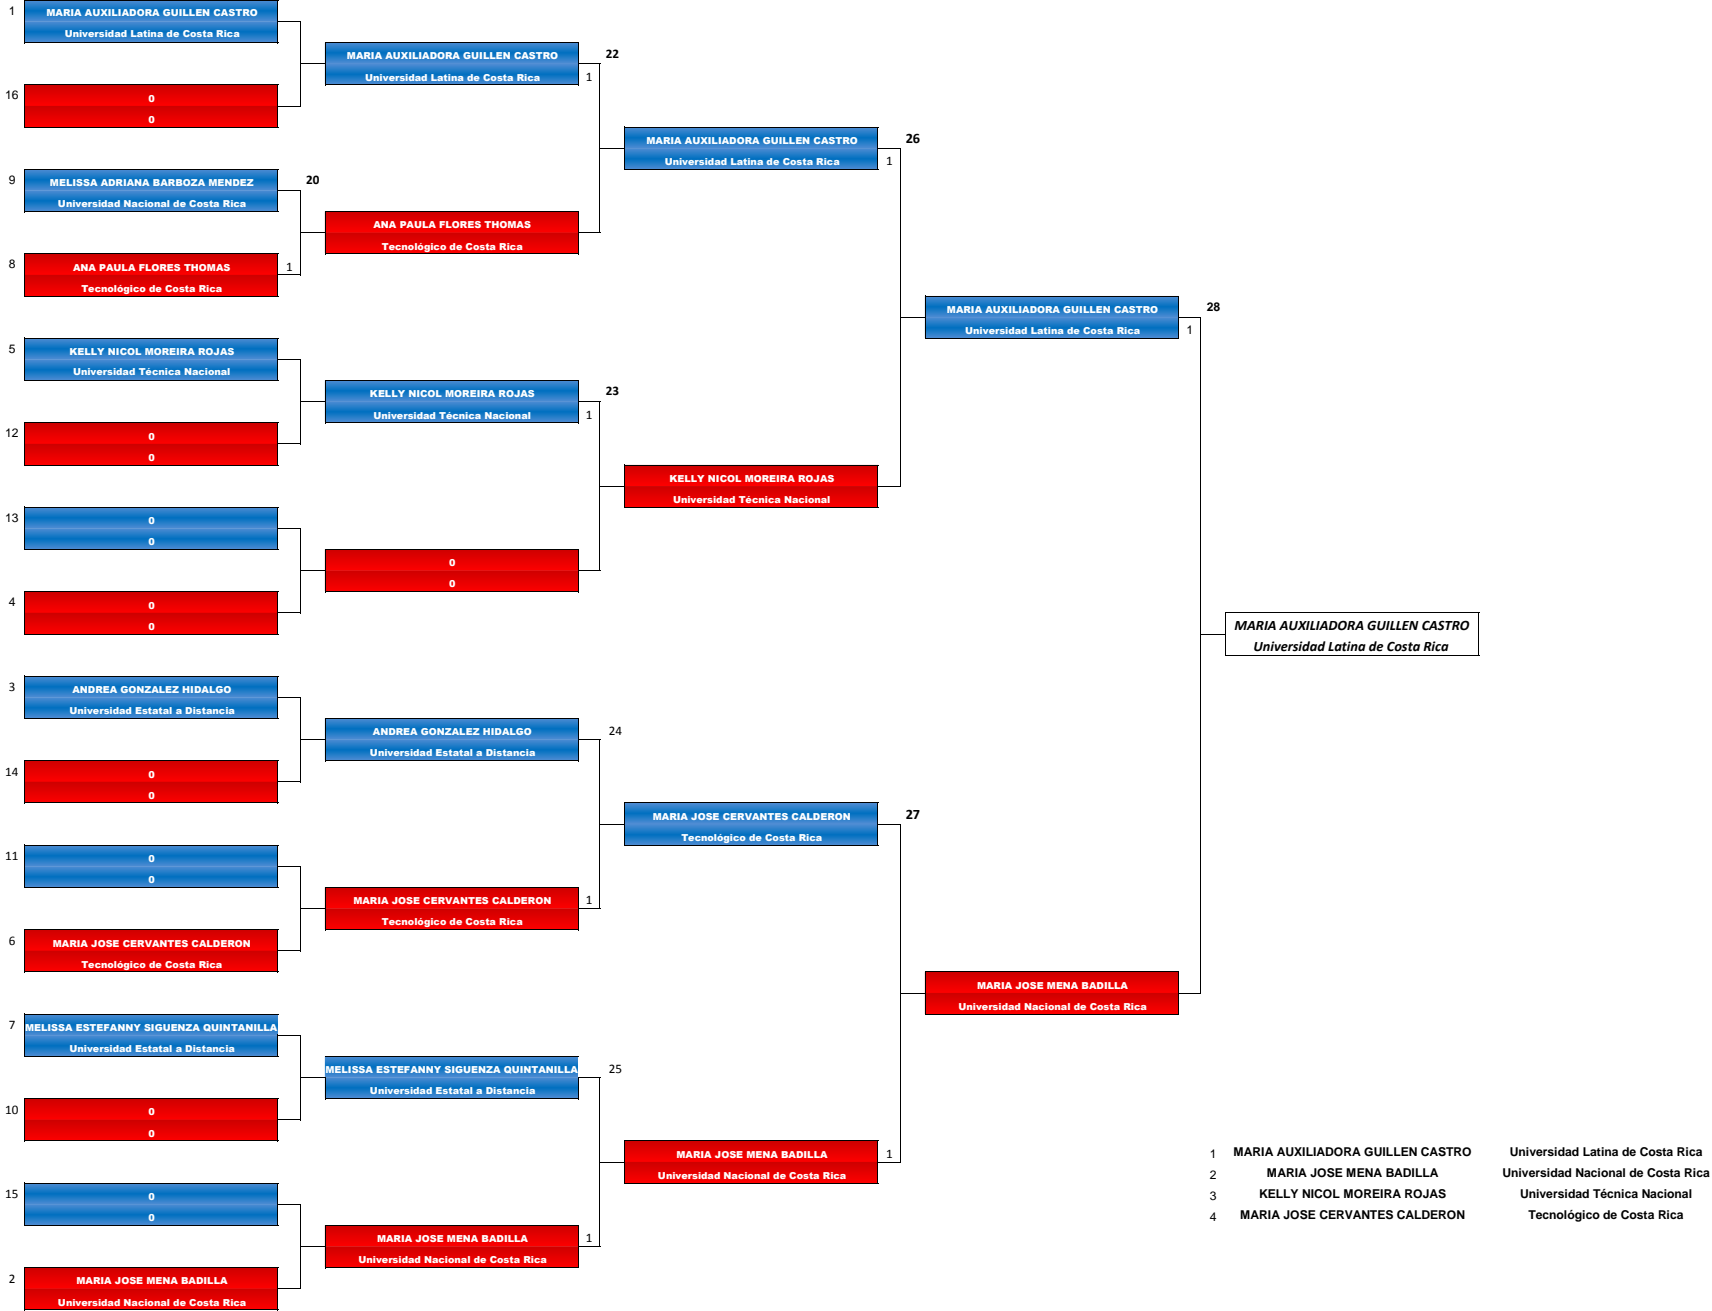 1
MARIA AUXILIADORA GUILLEN CASTRO
Universidad Latina de Costa Rica
16
0
0
9
MELISSA ADRIANA BARBOZA MENDEZ
Universidad Nacional de Costa Rica
20
8
ANA PAULA FLORES THOMAS
Tecnológico de Costa Rica
1
5
KELLY NICOL MOREIRA ROJAS
Universidad Técnica Nacional
12
0
0
13
0
0
4
0
0
3
ANDREA GONZALEZ HIDALGO
Universidad Estatal a Distancia
14
0
0
11
0
0
6
MARIA JOSE CERVANTES CALDERON
Tecnológico de Costa Rica
7
MELISSA ESTEFANNY SIGUENZA QUINTANILLA
Universidad Estatal a Distancia
10
0
0
15
0
0
2
MARIA JOSE MENA BADILLA
Universidad Nacional de Costa Rica
MARIA AUXILIADORA GUILLEN CASTRO
Universidad Latina de Costa Rica
22
1
ANA PAULA FLORES THOMAS
Tecnológico de Costa Rica
KELLY NICOL MOREIRA ROJAS
Universidad Técnica Nacional
23
1
0
0
ANDREA GONZALEZ HIDALGO
Universidad Estatal a Distancia
24
MARIA JOSE CERVANTES CALDERON
Tecnológico de Costa Rica
1
MELISSA ESTEFANNY SIGUENZA QUINTANILLA
Universidad Estatal a Distancia
25
MARIA JOSE MENA BADILLA
Universidad Nacional de Costa Rica
1
MARIA AUXILIADORA GUILLEN CASTRO
Universidad Latina de Costa Rica
26
1
KELLY NICOL MOREIRA ROJAS
Universidad Técnica Nacional
MARIA JOSE CERVANTES CALDERON
Tecnológico de Costa Rica
27
MARIA JOSE MENA BADILLA
Universidad Nacional de Costa Rica
1
MARIA AUXILIADORA GUILLEN CASTRO
Universidad Latina de Costa Rica
28
1
MARIA JOSE MENA BADILLA
Universidad Nacional de Costa Rica
MARIA AUXILIADORA GUILLEN CASTRO
Universidad Latina de Costa Rica
1 MARIA AUXILIADORA GUILLEN CASTRO Universidad Latina de Costa Rica
2 MARIA JOSE MENA BADILLA Universidad Nacional de Costa Rica
3 KELLY NICOL MOREIRA ROJAS Universidad Técnica Nacional
4 MARIA JOSE CERVANTES CALDERON Tecnológico de Costa Rica